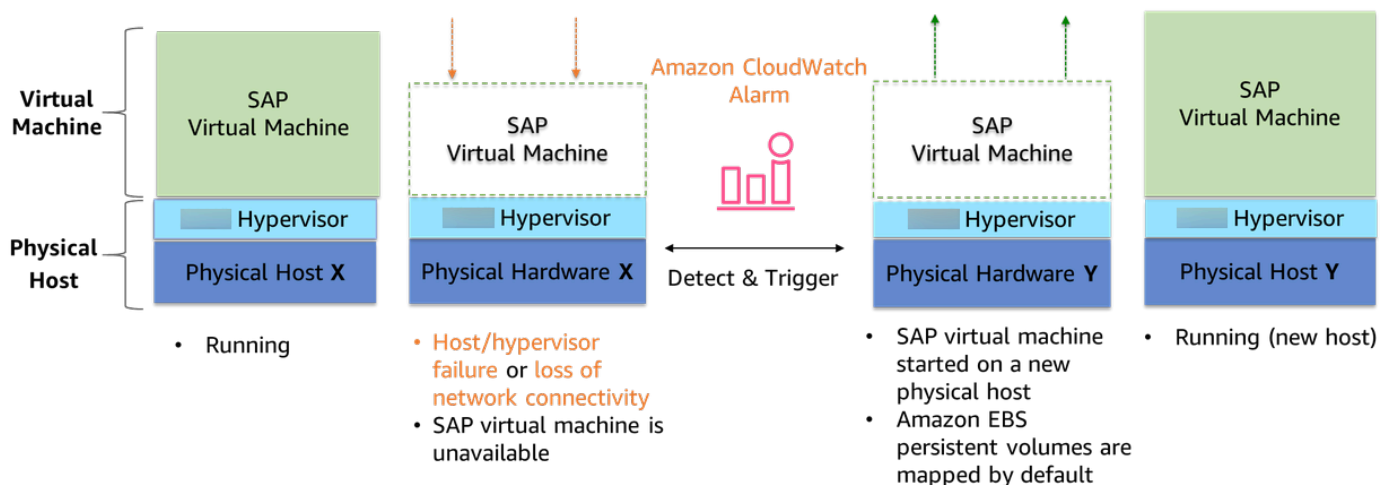 Virtual
Machine
Physical
Host
SAP
Virtual Machine
Hypervisor
Physical Host X
• Running
SAP
Virtual Machine
Hypervisor
Physical Hardware X
• Host/hypervisor
failure or loss of
network connectivity
• SAP virtual machine is
unavailable
Amazon CloudWatch
Alarm
Detect & Trigger
SAP
Virtual Machine
Hypervisor
Physical Hardware Y
• SAP virtual machine
started on a new
physical host
• Amazon EBS
persistent volumes are
mapped by default
SAP
Virtual Machine
Hypervisor
Physical Host Y
• Running (new host)